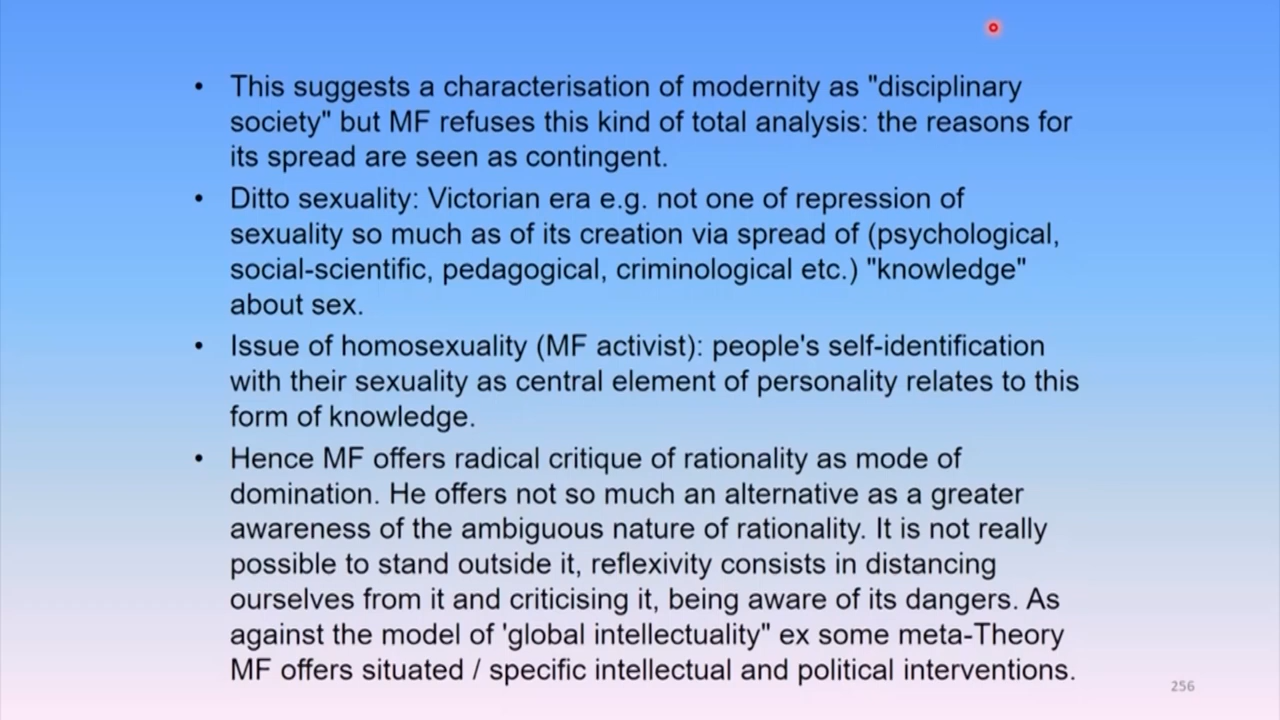 • This suggests a characterisation of modernity as "disciplinary
society" but MF refuses this kind of total analysis: the reasons for
its spread are seen as contingent.
• Ditto sexuality: Victorian era e.g. not one of repression of
sexuality so much as of its creation via spread of (psychological,
social-scientific, pedagogical, criminological etc.) "knowledge"
about sex.
• Issue of homosexuality (MF activist): people's self-identification
with their sexuality as central element of personality relates to this
form of knowledge.
• Hence MF offers radical critique of rationality as mode of
domination. He offers not so much an alternative as a greater
awareness of the ambiguous nature of rationality. It is not really
possible to stand outside it, reflexivity consists in distancing
ourselves from it and criticising it, being aware of its dangers. As
against the model of 'global intellectuality" ex some meta-Theory
MF offers situated / specific intellectual and political interventions.
256